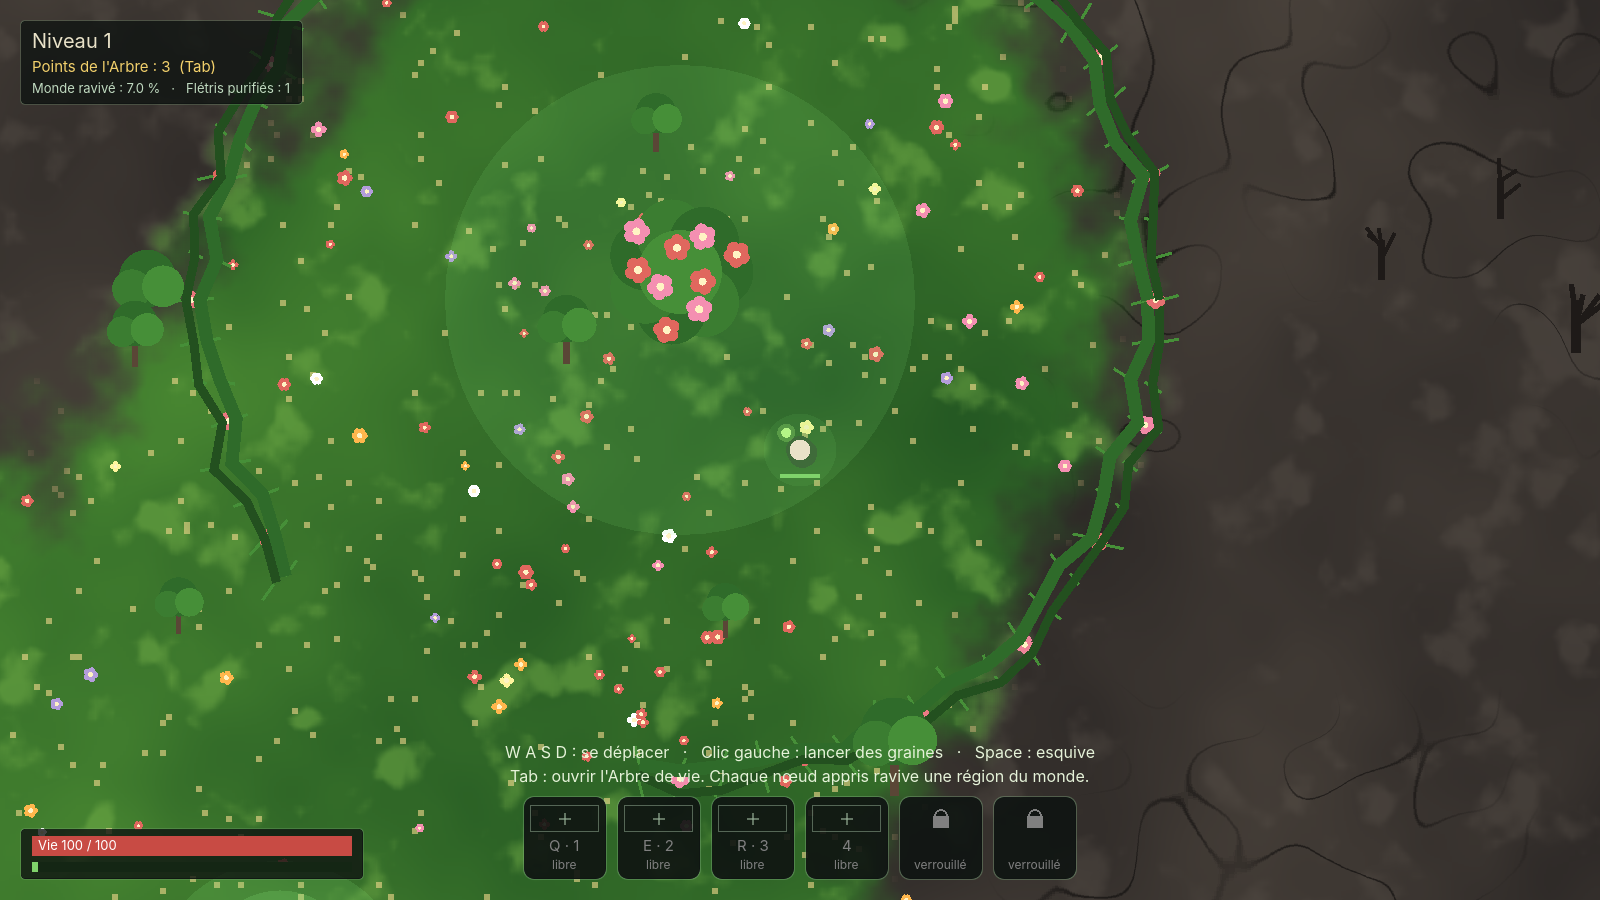 Niveau 1
Points de l'Arbre : 3 (Tab)
Monde ravivé : 7.0 % · Flétris purifiés : 1
W A S D : se déplacer · Clic gauche : lancer des graines · Space : esquive
Tab : ouvrir l'Arbre de vie. Chaque nœud appris ravive une région du monde.
Q · 1
E · 2
R · 3
4
libre
libre
libre
libre
verrouillé
verrouillé
Vie 100 / 100